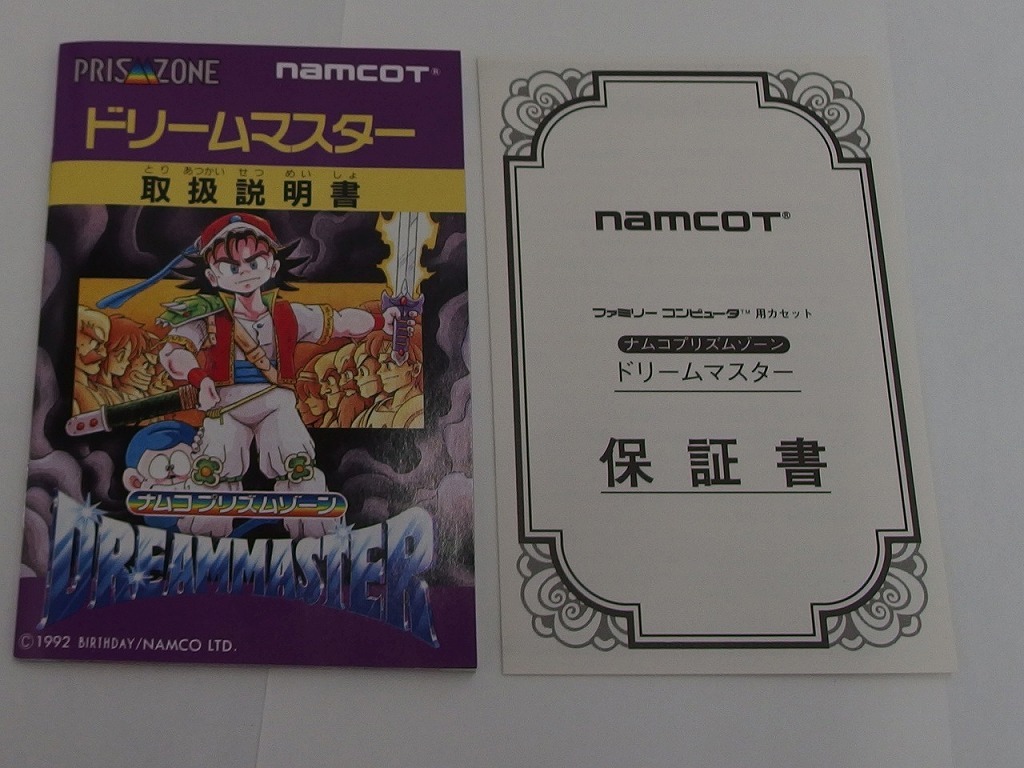 PRISMZONE
namcoT®
ドリームマスター
とり あつかい せつ めい しょ
取扱説明書
ナムコプリズムゾーン
DREAMMASTER
©1992 BIRTHDAY/NAMCO LTD.
namcoT®
ファミリーコンピュータ™用カセット
ナムコプリズムゾーン
ドリームマスター
保証書